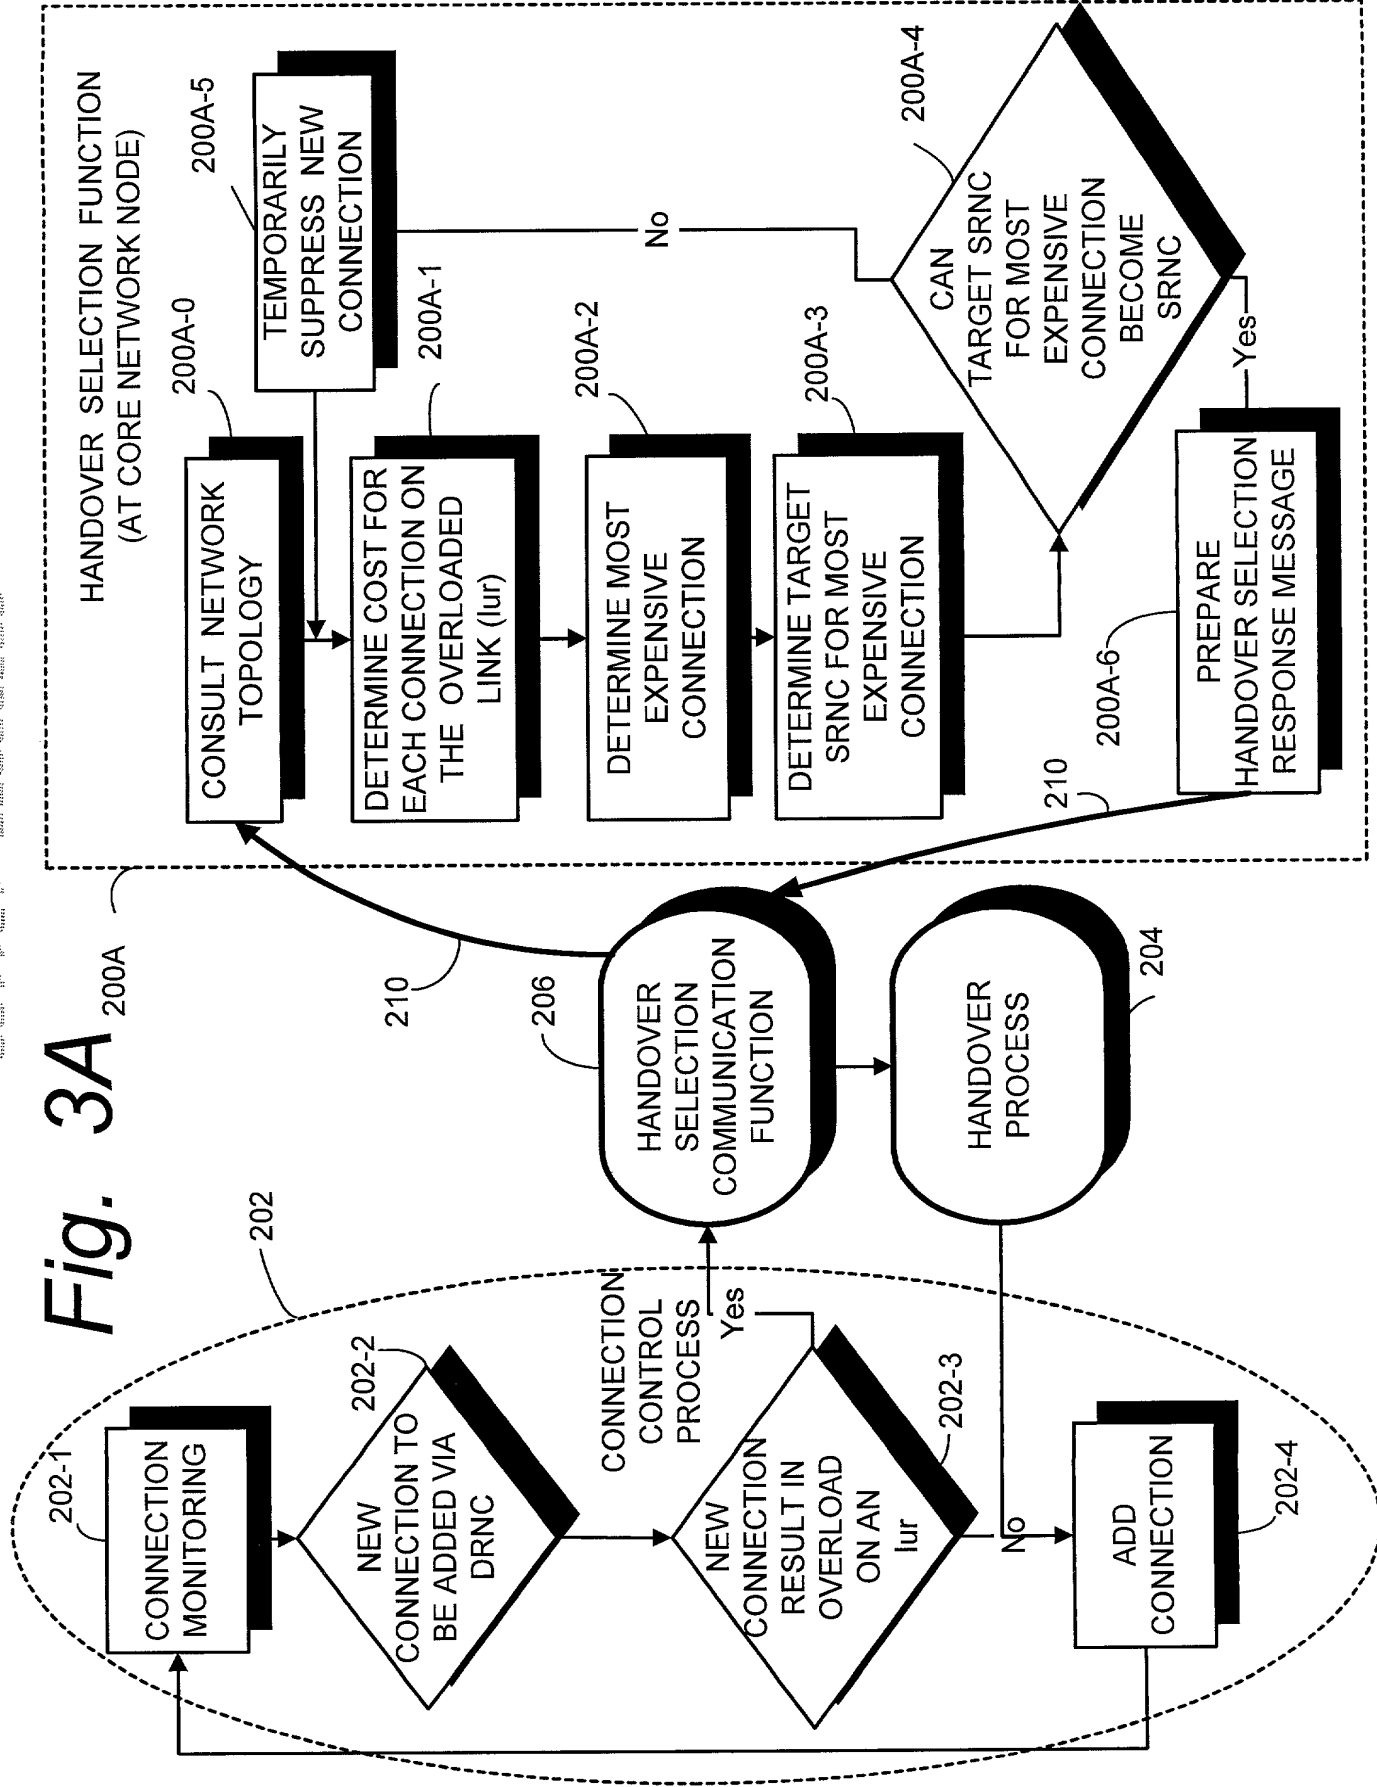 Fig. 3A
202
202-1
CONNECTION
MONITORING
202-2
NEW
CONNECTION TO
BE ADDED VIA
DRNC
CONNECTION
CONTROL
PROCESS
Yes
NEW
CONNECTION
RESULT IN
OVERLOAD
ON AN
Iur
202-3
No
ADD
CONNECTION
202-4
206
HANDOVER
SELECTION
COMMUNICATION
FUNCTION
HANDOVER
PROCESS
204
210
210
200A
HANDOVER SELECTION FUNCTION
(AT CORE NETWORK NODE)
200A-0
CONSULT NETWORK
TOPOLOGY
200A-5
TEMPORARILY
SUPPRESS NEW
CONNECTION
200A-1
DETERMINE COST FOR
EACH CONNECTION ON
THE OVERLOADED
LINK (Iur)
200A-2
DETERMINE MOST
EXPENSIVE
CONNECTION
200A-3
DETERMINE TARGET
SRNC FOR MOST
EXPENSIVE
CONNECTION
No
200A-4
CAN
TARGET SRNC
FOR MOST
EXPENSIVE
CONNECTION
BECOME
SRNC
Yes
200A-6
PREPARE
HANDOVER SELECTION
RESPONSE MESSAGE